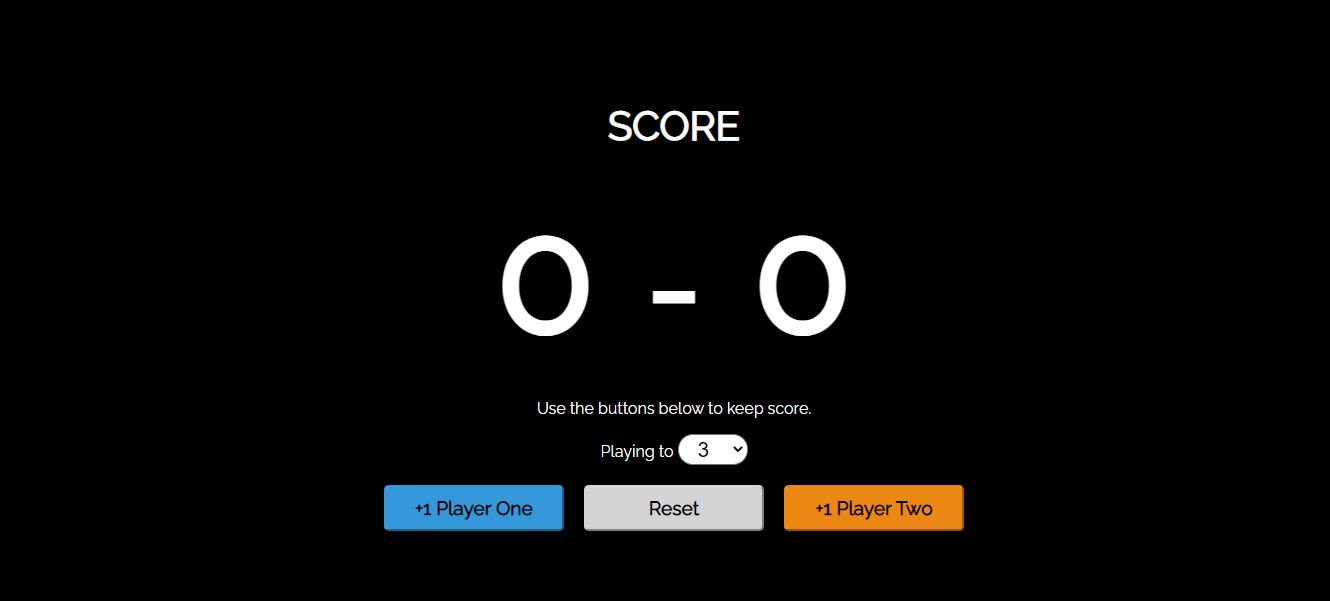 SCORE
0 - 0
Use the buttons below to keep score.
Playing to 3
+1 Player One Reset +1 Player Two